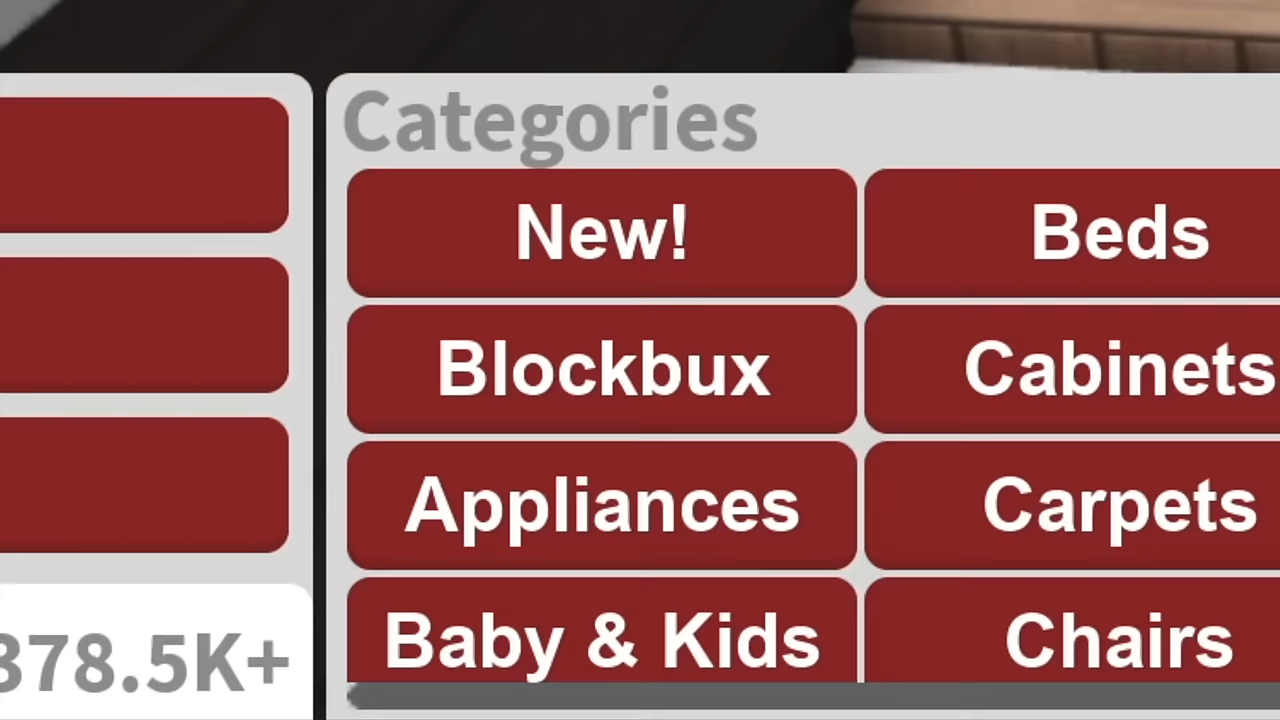 Categories
New! Beds
Blockbux Cabinets
Appliances Carpets
Baby & Kids Chairs
378.5K+